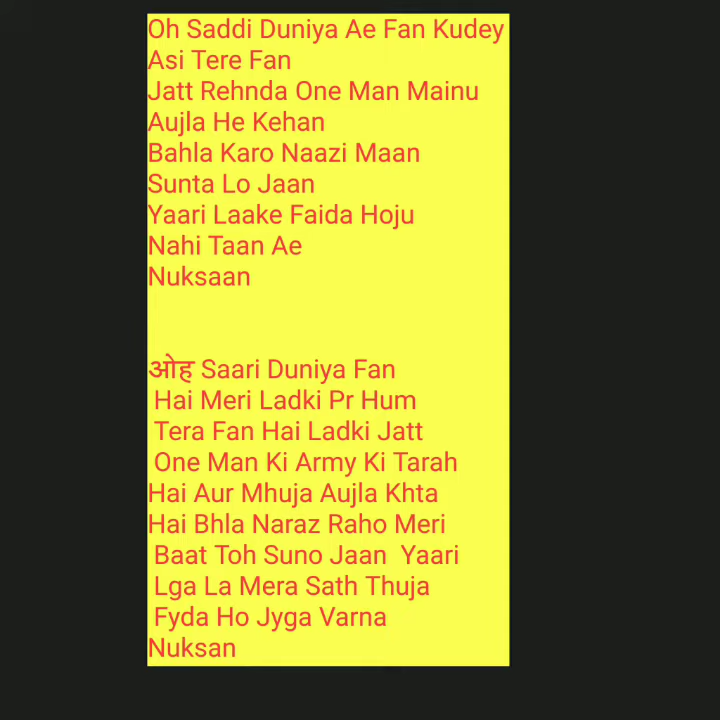 Oh Saddi Duniya Ae Fan Kudey
Asi Tere Fan
Jatt Rehnda One Man Mainu
Aujla He Kehan
Bahla Karo Naazi Maan
Sunta Lo Jaan
Yaari Laake Faida Hoju
Nahi Taan Ae
Nuksaan
ओह Saari Duniya Fan
Hai Meri Ladki Pr Hum
Tera Fan Hai Ladki Jatt
One Man Ki Army Ki Tarah
Hai Aur Mhuja Aujla Khta
Hai Bhla Naraz Raho Meri
Baat Toh Suno Jaan Yaari
Lga La Mera Sath Thuja
Fyda Ho Jyga Varna
Nuksan